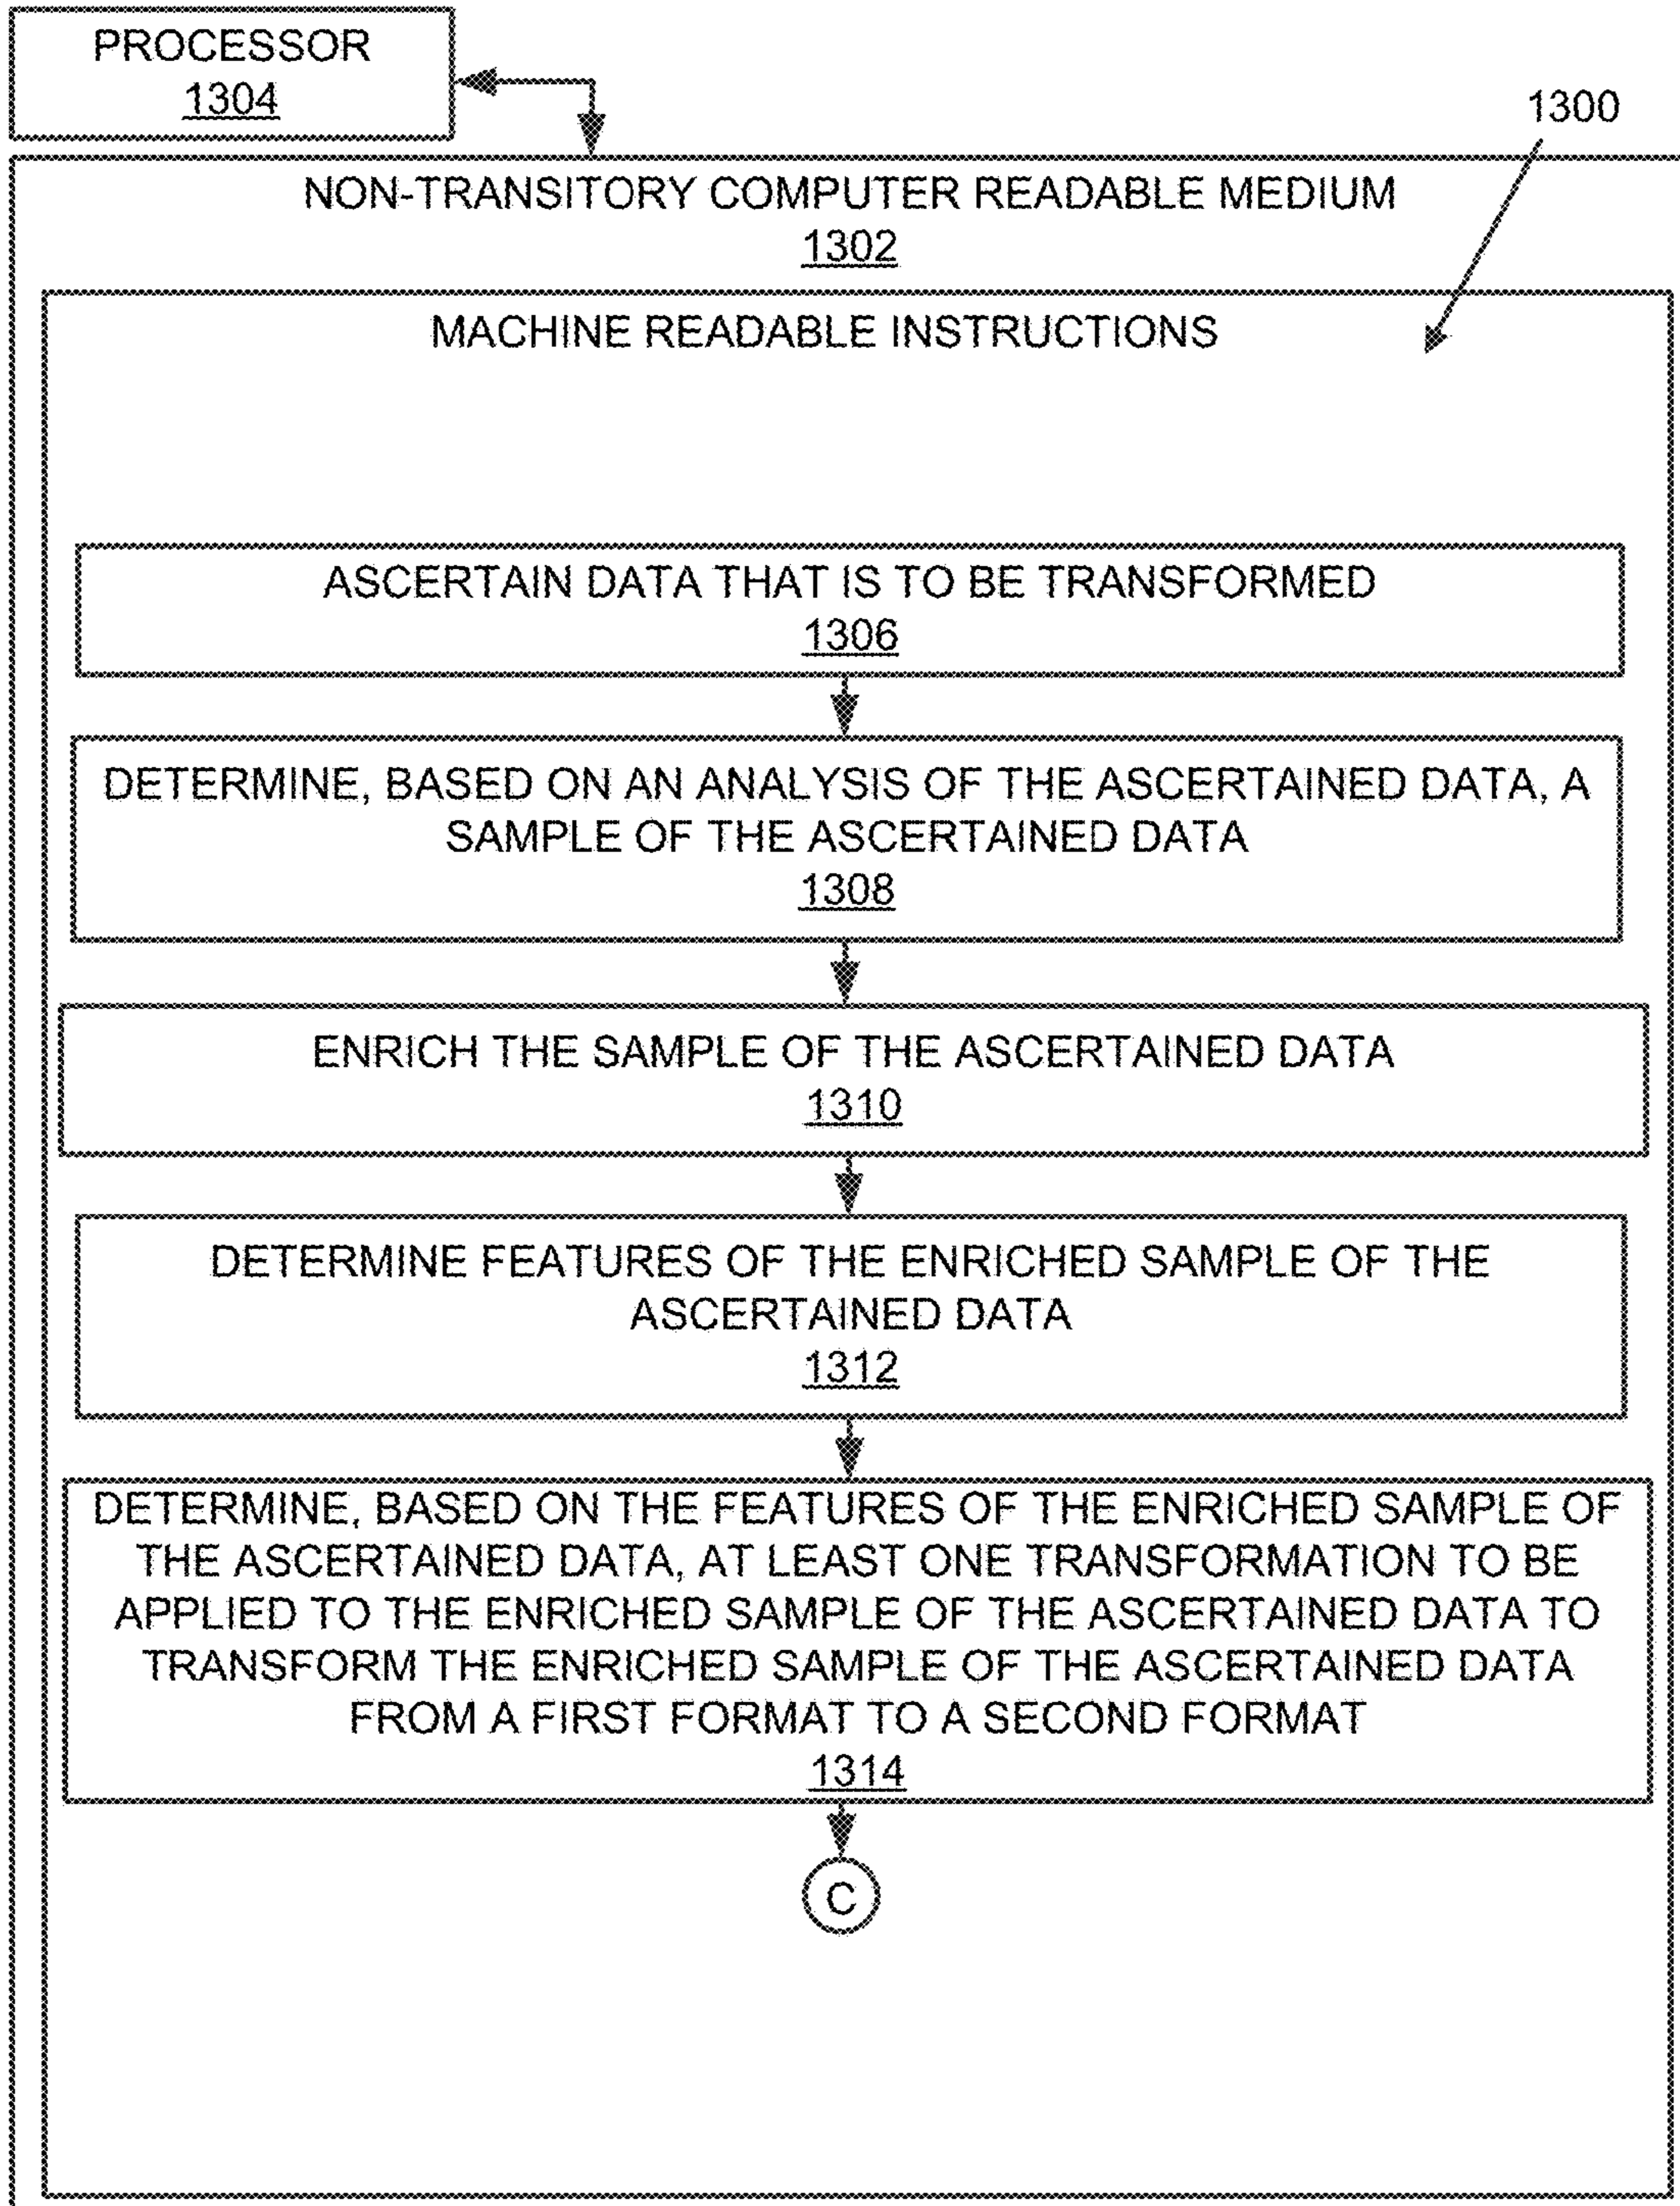 PROCESSOR
1304
1300
NON-TRANSITORY COMPUTER READABLE MEDIUM
1302
MACHINE READABLE INSTRUCTIONS
ASCERTAIN DATA THAT IS TO BE TRANSFORMED
1306
DETERMINE, BASED ON AN ANALYSIS OF THE ASCERTAINED DATA, A
SAMPLE OF THE ASCERTAINED DATA
1308
ENRICH THE SAMPLE OF THE ASCERTAINED DATA
1310
DETERMINE FEATURES OF THE ENRICHED SAMPLE OF THE
ASCERTAINED DATA
1312
DETERMINE, BASED ON THE FEATURES OF THE ENRICHED SAMPLE OF
THE ASCERTAINED DATA, AT LEAST ONE TRANSFORMATION TO BE
APPLIED TO THE ENRICHED SAMPLE OF THE ASCERTAINED DATA TO
TRANSFORM THE ENRICHED SAMPLE OF THE ASCERTAINED DATA
FROM A FIRST FORMAT TO A SECOND FORMAT
1314
C